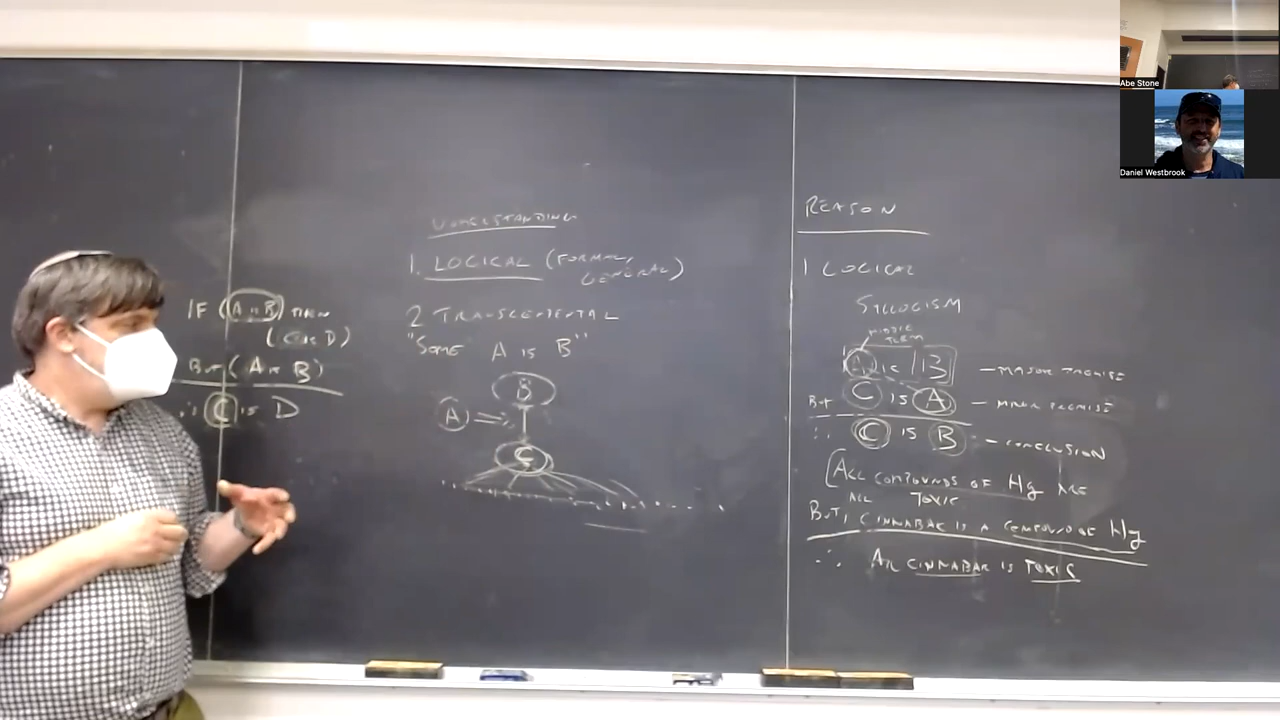 IF (A is B) THEN
(C is D)
BUT (A is B)
∴ C is D
UNDERSTANDING
1. LOGICAL (FORMAL, GENERAL)
2 TRANSCENDENTAL
"SOME A IS B"
B
A
C
REASON
1 LOGICAL
SYLLOGISM
MIDDLE
TERM
A is B — MAJOR PREMISE
BUT C IS A — MINOR PREMISE
∴ C IS B — CONCLUSION
ALL COMPOUNDS OF Hg ARE
ALL TOXIC
BUT, CINNABAR IS A COMPOUND OF Hg
∴ ALL CINNABAR IS TOXIC
Abe Stone
Daniel Westbrook